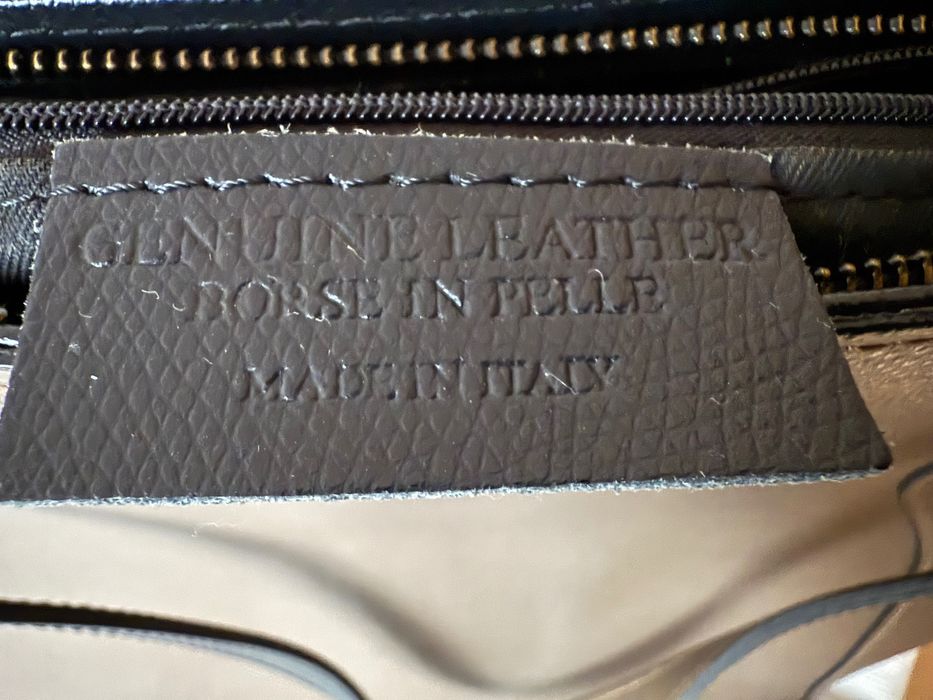 GENUINE LEATHER
BORSE IN PELLE
MADE IN ITALY